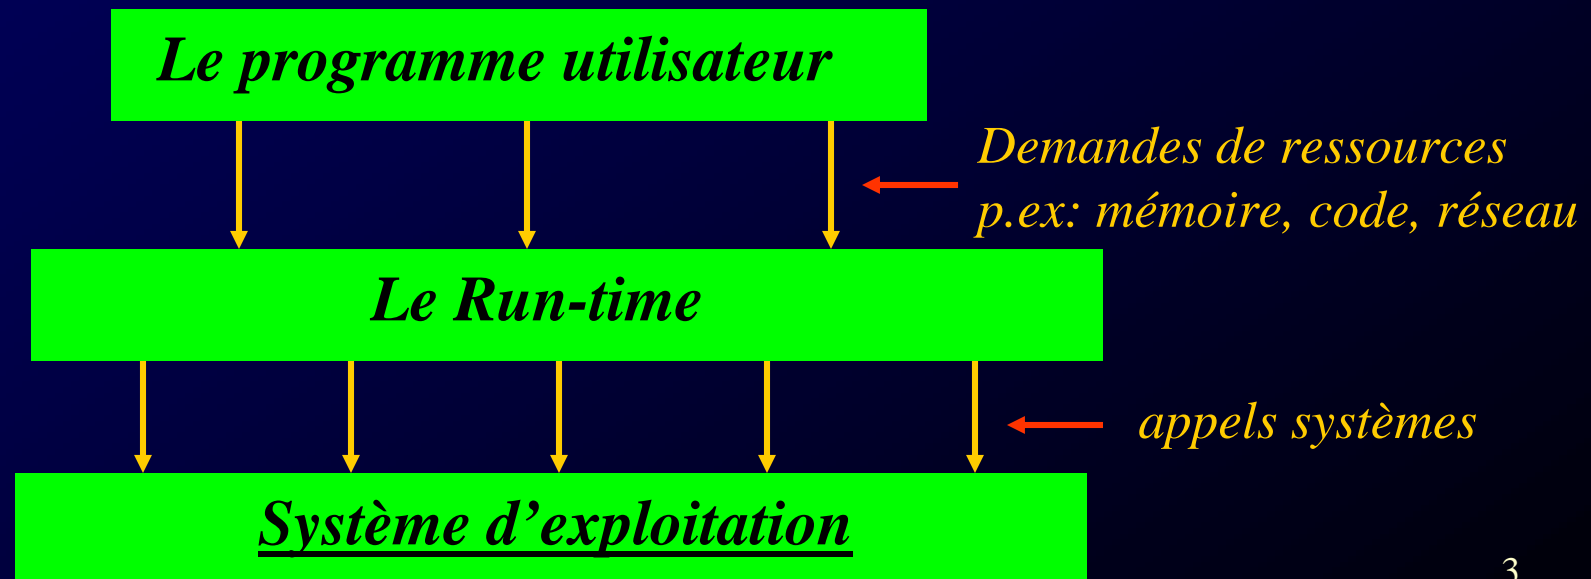 Le programme utilisateur
Demandes de ressources
p.ex: mémoire, code, réseau
Le Run-time
appels systèmes
Système d’exploitation
3